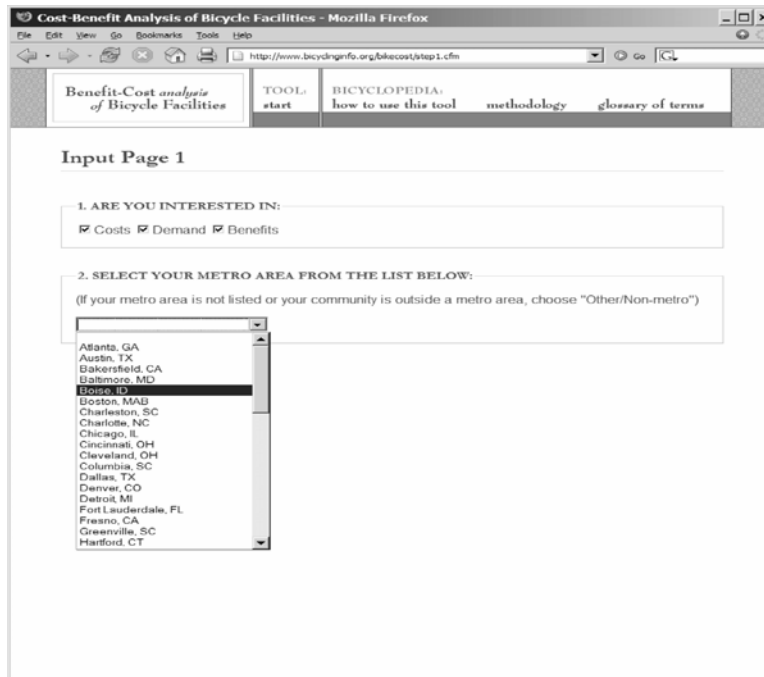 Cost-Benefit Analysis of Bicycle Facilities - Mozilla Firefox
File Edit View Go Bookmarks Tools Help
http://www.bicyclinginfo.org/bikecost/step1.cfm Go G
Benefit-Cost analysis
of Bicycle Facilities
TOOL:
start
BICYCLOPEDIA:
how to use this tool methodology glossary of terms
Input Page 1
1. ARE YOU INTERESTED IN:
Costs Demand Benefits
2. SELECT YOUR METRO AREA FROM THE LIST BELOW:
(If your metro area is not listed or your community is outside a metro area, choose "Other/Non-metro")
Atlanta, GA
Austin, TX
Bakersfield, CA
Baltimore, MD
Boise, ID
Boston, MAB
Charleston, SC
Charlotte, NC
Chicago, IL
Cincinnati, OH
Cleveland, OH
Columbia, SC
Dallas, TX
Denver, CO
Detroit, MI
Fort Lauderdale, FL
Fresno, CA
Greenville, SC
Hartford, CT